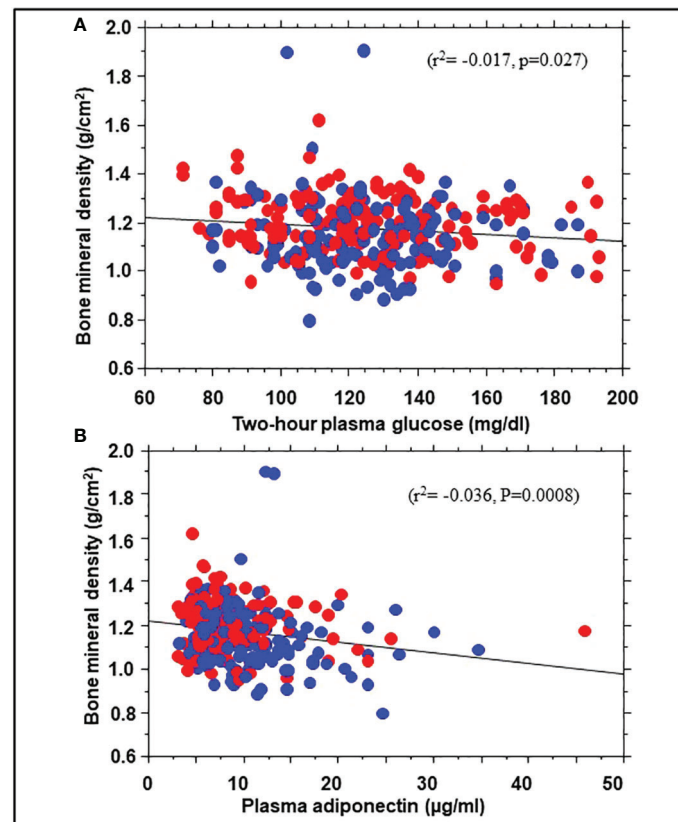 A
2.0
(r²= -0.017, p=0.027)
1.8
1.6
1.4
1.2
1.0
0.8
0.6
Bone mineral density (g/cm²)
60 80 100 120 140 160 180 200
Two-hour plasma glucose (mg/dl)
B
2.0
(r²= -0.036, P=0.0008)
1.8
1.6
1.4
1.2
1.0
0.8
0.6
Bone mineral density (g/cm²)
0 10 20 30 40 50
Plasma adiponectin (μg/ml)